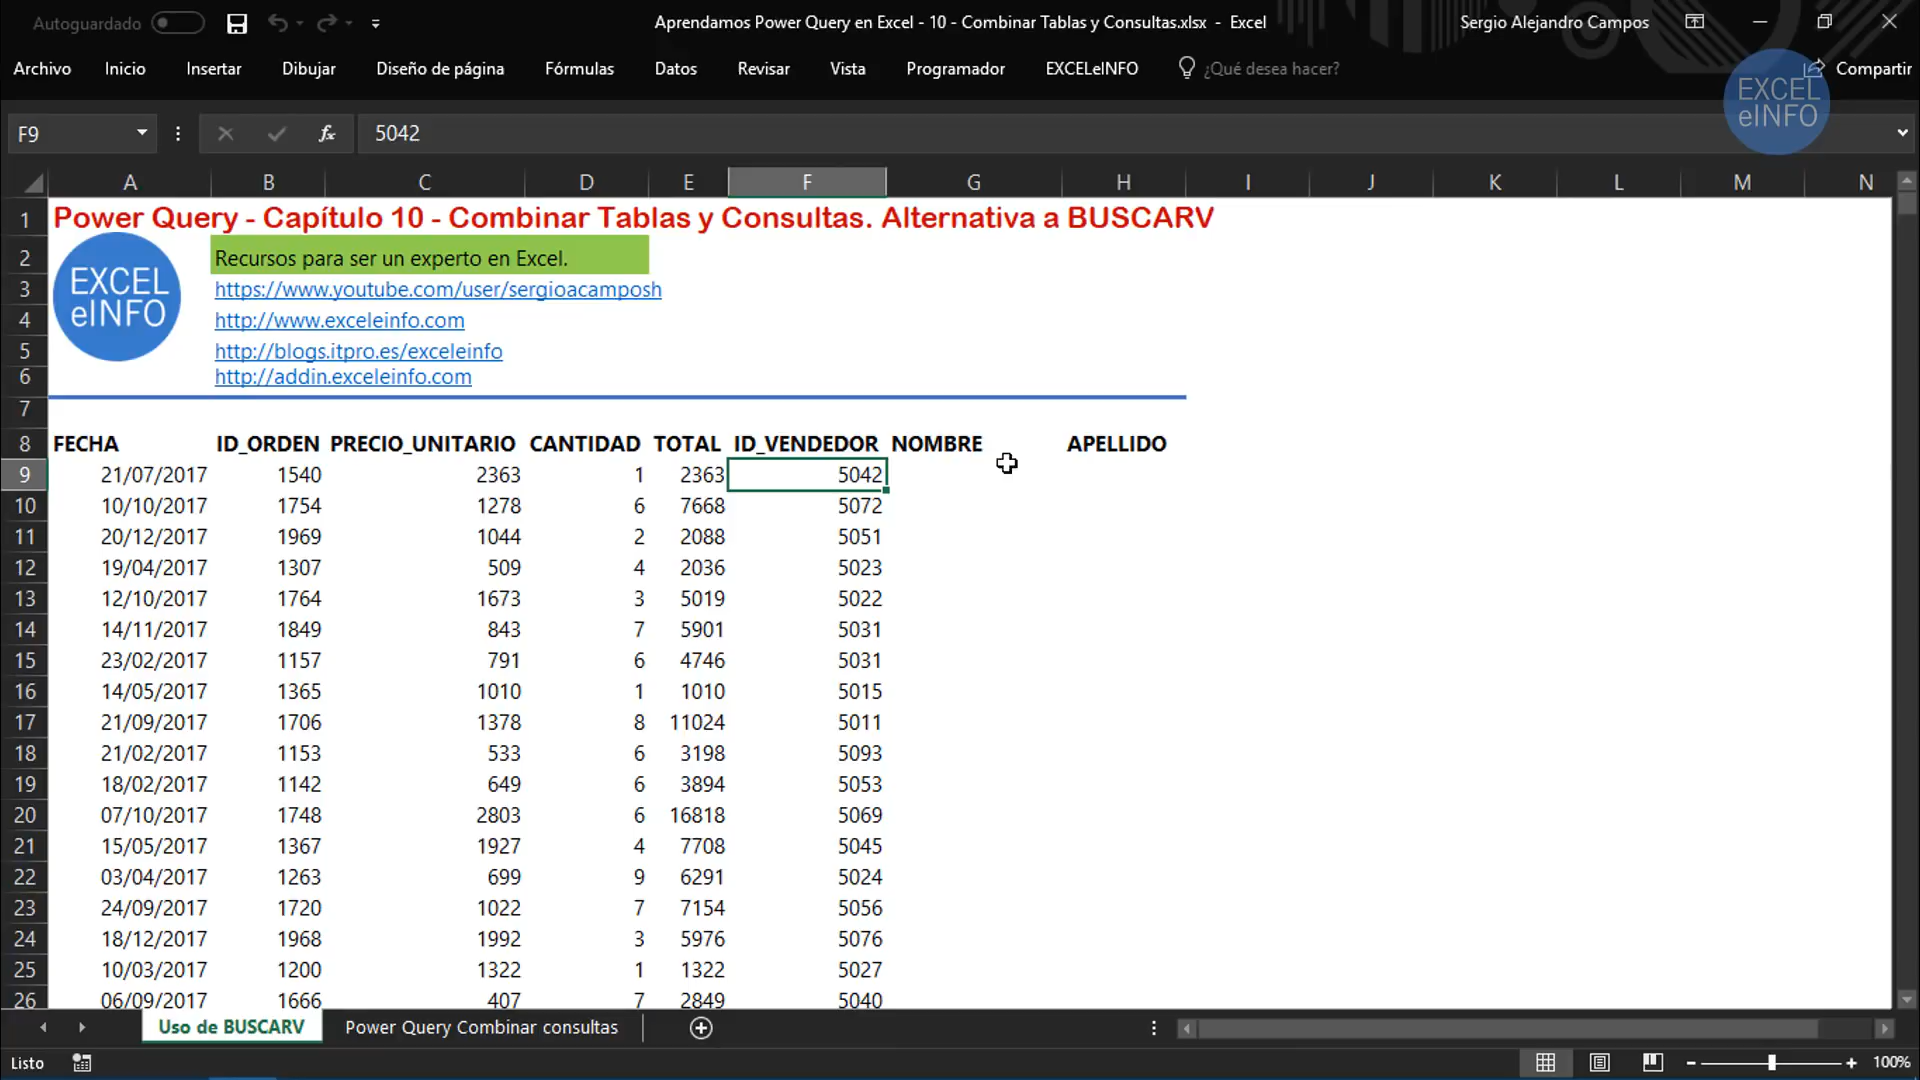 Autoguardado
Aprendamos Power Query en Excel - 10 - Combinar Tablas y Consultas.xlsx - Excel
Sergio Alejandro Campos
Archivo Inicio Insertar Dibujar Diseño de página Fórmulas Datos Revisar Vista Programador EXCELeINFO ¿Qué desea hacer? Compartir
EXCEL
eINFO
F9 fx 5042
A B C D E F G H I J K L M N
1 Power Query - Capítulo 10 - Combinar Tablas y Consultas. Alternativa a BUSCARV
EXCEL
eINFO
2 Recursos para ser un experto en Excel.
3 https://www.youtube.com/user/sergioacamposh
4 http://www.exceleinfo.com
5 http://blogs.itpro.es/exceleinfo
6 http://addin.exceleinfo.com
7
8 FECHA ID_ORDEN PRECIO_UNITARIO CANTIDAD TOTAL ID_VENDEDOR NOMBRE APELLIDO
9 21/07/2017 1540 2363 1 2363 5042
10 10/10/2017 1754 1278 6 7668 5072
11 20/12/2017 1969 1044 2 2088 5051
12 19/04/2017 1307 509 4 2036 5023
13 12/10/2017 1764 1673 3 5019 5022
14 14/11/2017 1849 843 7 5901 5031
15 23/02/2017 1157 791 6 4746 5031
16 14/05/2017 1365 1010 1 1010 5015
17 21/09/2017 1706 1378 8 11024 5011
18 21/02/2017 1153 533 6 3198 5093
19 18/02/2017 1142 649 6 3894 5053
20 07/10/2017 1748 2803 6 16818 5069
21 15/05/2017 1367 1927 4 7708 5045
22 03/04/2017 1263 699 9 6291 5024
23 24/09/2017 1720 1022 7 7154 5056
24 18/12/2017 1968 1992 3 5976 5076
25 10/03/2017 1200 1322 1 1322 5027
26 06/09/2017 1666 407 7 2849 5040
Uso de BUSCARV Power Query Combinar consultas
Listo 100%